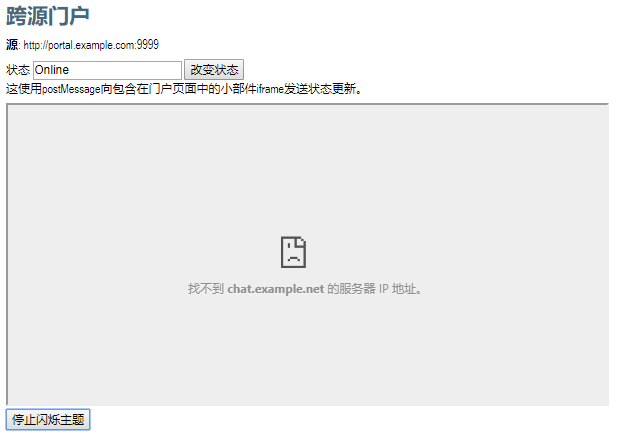 跨源门户
源: http://portal.example.com:9999
状态 Online 改变状态
这使用postMessage向包含在门户页面中的小部件iframe发送状态更新。
找不到 chat.example.net 的服务器 IP 地址。
停止闪烁主题